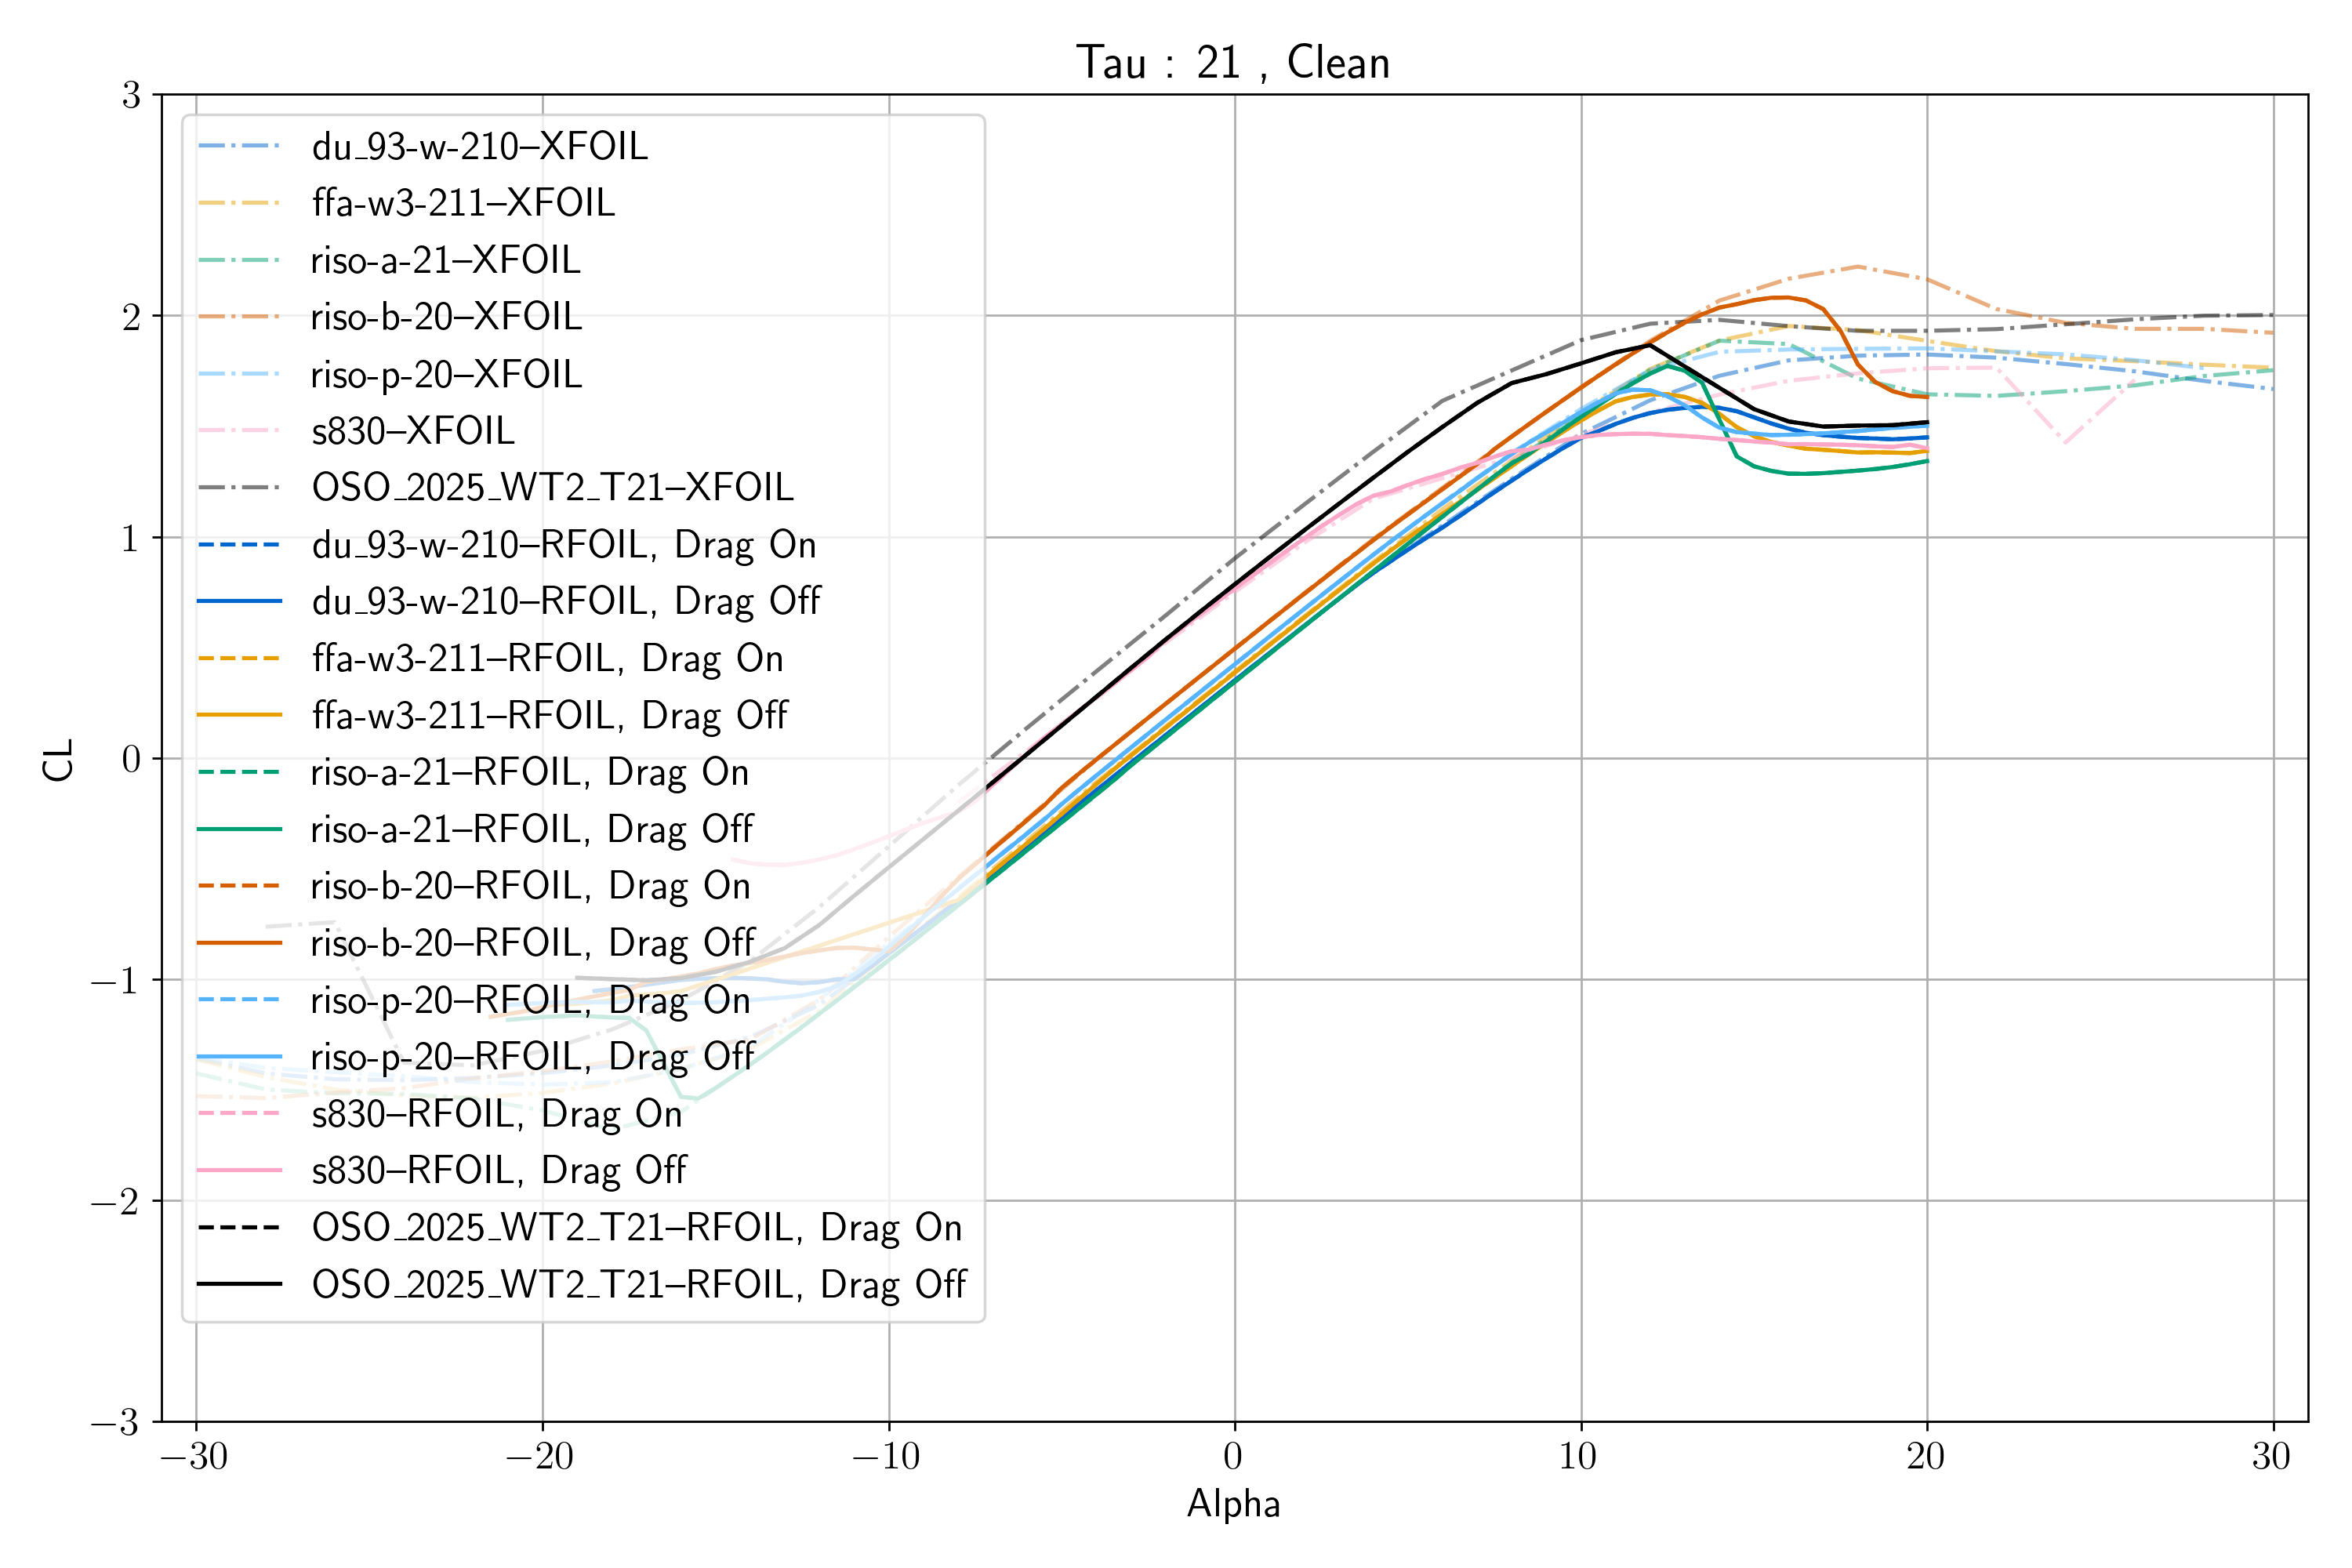 Tau : 21 , Clean
3
2
1
0
−1
−2
−3
CL
du_93-w-210–XFOIL
ffa-w3-211–XFOIL
riso-a-21–XFOIL
riso-b-20–XFOIL
riso-p-20–XFOIL
s830–XFOIL
OSO_2025_WT2_T21–XFOIL
du_93-w-210–RFOIL, Drag On
du_93-w-210–RFOIL, Drag Off
ffa-w3-211–RFOIL, Drag On
ffa-w3-211–RFOIL, Drag Off
riso-a-21–RFOIL, Drag On
riso-a-21–RFOIL, Drag Off
riso-b-20–RFOIL, Drag On
riso-b-20–RFOIL, Drag Off
riso-p-20–RFOIL, Drag On
riso-p-20–RFOIL, Drag Off
s830–RFOIL, Drag On
s830–RFOIL, Drag Off
OSO_2025_WT2_T21–RFOIL, Drag On
OSO_2025_WT2_T21–RFOIL, Drag Off
−30 −20 −10 0 10 20 30
Alpha